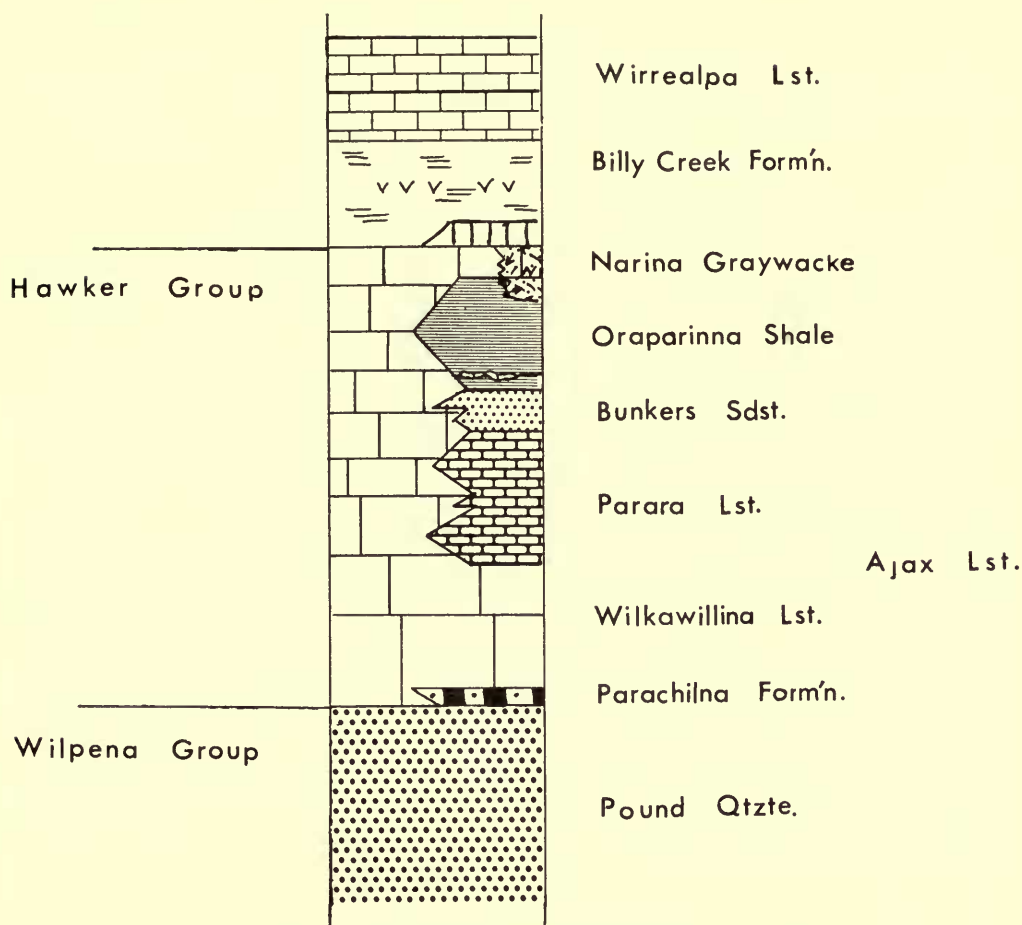 Wirrealpa Lst.
Billy Creek Form'n.
Narina Graywacke
Hawker Group
Oraparinna Shale
Bunkers Sdst.
Parara Lst.
Ajax Lst.
Wilkawillina Lst.
Parachilna Form'n.
Wilpena Group
Pound Qtzte.